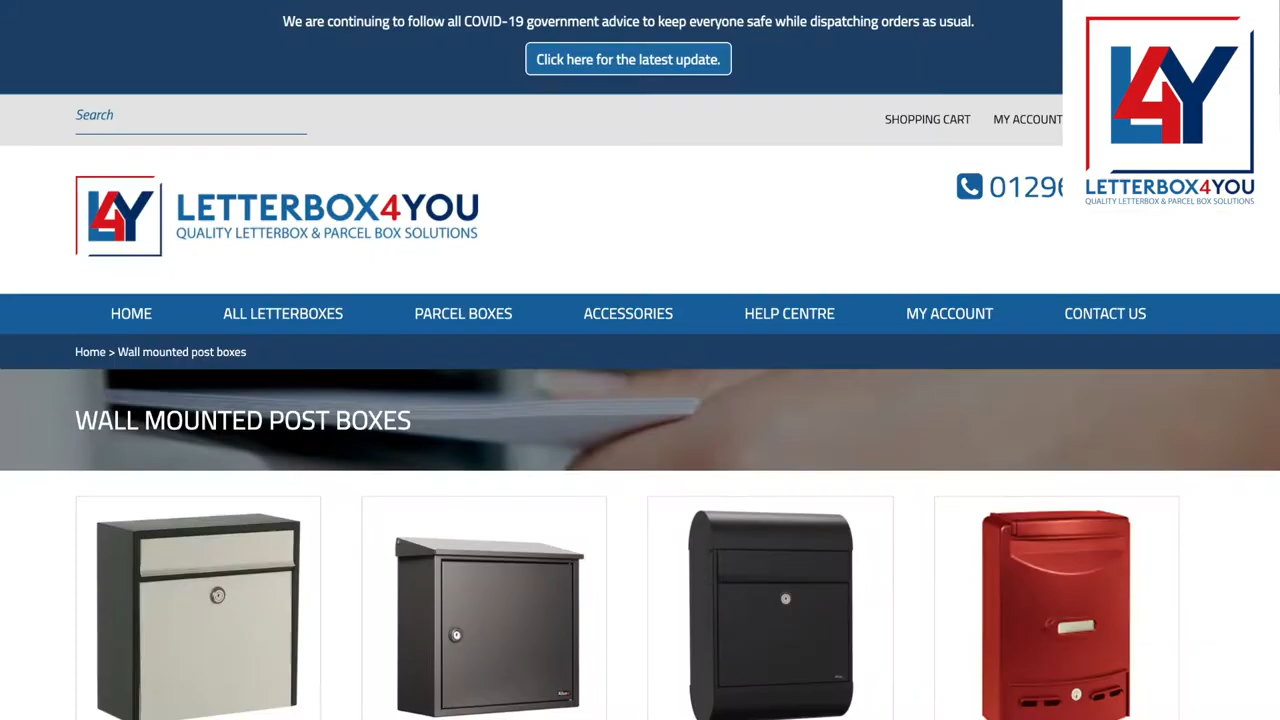 We are continuing to follow all COVID-19 government advice to keep everyone safe while dispatching orders as usual.
Click here for the latest update.
Search
SHOPPING CART
MY ACCOUNT
L4Y
LETTERBOX4YOU
QUALITY LETTERBOX & PARCEL BOX SOLUTIONS
L4Y
LETTERBOX4YOU
QUALITY LETTERBOX & PARCEL BOX SOLUTIONS
01296
HOME
ALL LETTERBOXES
PARCEL BOXES
ACCESSORIES
HELP CENTRE
MY ACCOUNT
CONTACT US
Home > Wall mounted post boxes
WALL MOUNTED POST BOXES